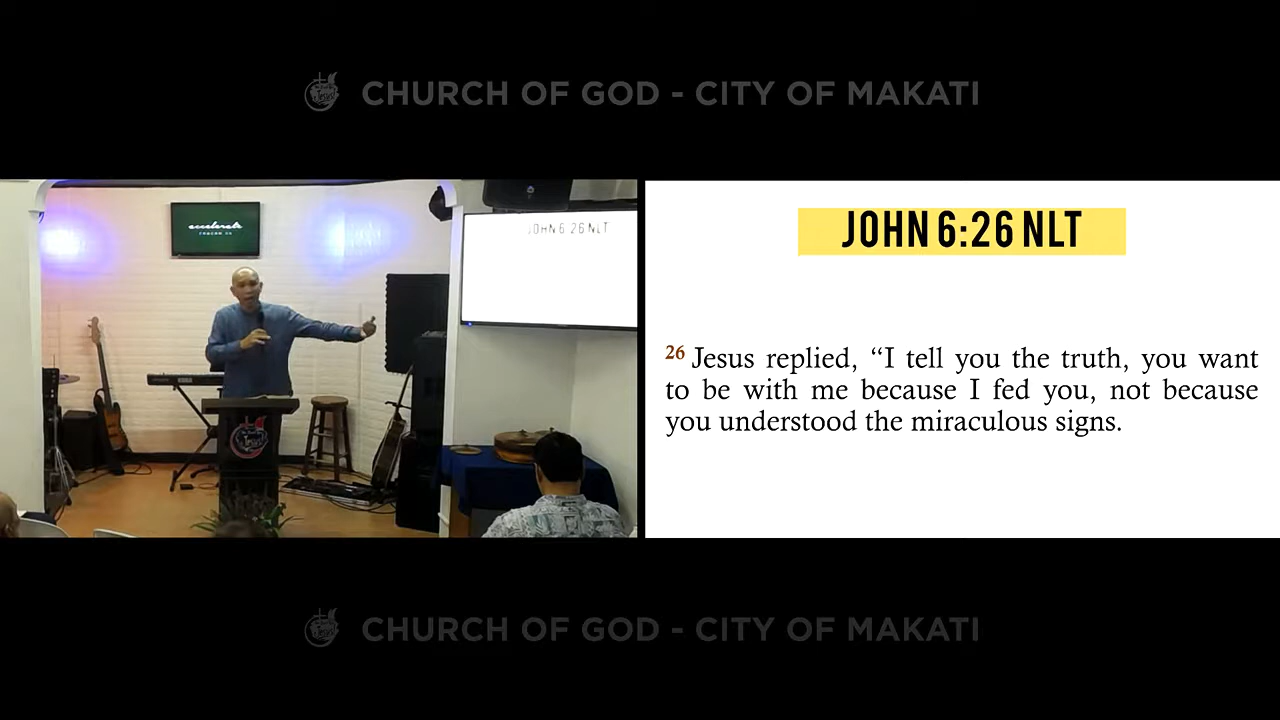 CHURCH OF GOD - CITY OF MAKATI
accelerate
JOHN 6:26 NLT
JOHN 6:26 NLT
26 Jesus replied, “I tell you the truth, you want
to be with me because I fed you, not because
you understood the miraculous signs.
CHURCH OF GOD - CITY OF MAKATI